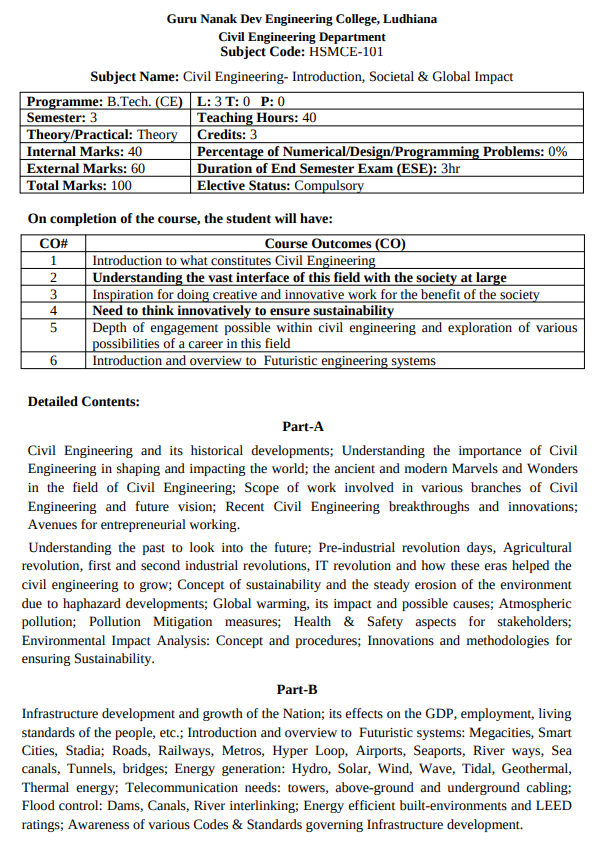 Guru Nanak Dev Engineering College, Ludhiana
Civil Engineering Department
Subject Code: HSMCE-101
Subject Name: Civil Engineering- Introduction, Societal & Global Impact
Programme: B.Tech. (CE) L: 3 T: 0 P: 0
Semester: 3 Teaching Hours: 40
Theory/Practical: Theory Credits: 3
Internal Marks: 40 Percentage of Numerical/Design/Programming Problems: 0%
External Marks: 60 Duration of End Semester Exam (ESE): 3hr
Total Marks: 100 Elective Status: Compulsory
On completion of the course, the student will have:
CO# Course Outcomes (CO)
1 Introduction to what constitutes Civil Engineering
2 Understanding the vast interface of this field with the society at large
3 Inspiration for doing creative and innovative work for the benefit of the society
4 Need to think innovatively to ensure sustainability
5 Depth of engagement possible within civil engineering and exploration of various
possibilities of a career in this field
6 Introduction and overview to Futuristic engineering systems
Detailed Contents:
Part-A
Civil Engineering and its historical developments; Understanding the importance of Civil
Engineering in shaping and impacting the world; the ancient and modern Marvels and Wonders
in the field of Civil Engineering; Scope of work involved in various branches of Civil
Engineering and future vision; Recent Civil Engineering breakthroughs and innovations;
Avenues for entrepreneurial working.
Understanding the past to look into the future; Pre-industrial revolution days, Agricultural
revolution, first and second industrial revolutions, IT revolution and how these eras helped the
civil engineering to grow; Concept of sustainability and the steady erosion of the environment
due to haphazard developments; Global warming, its impact and possible causes; Atmospheric
pollution; Pollution Mitigation measures; Health & Safety aspects for stakeholders;
Environmental Impact Analysis: Concept and procedures; Innovations and methodologies for
ensuring Sustainability.
Part-B
Infrastructure development and growth of the Nation; its effects on the GDP, employment, living
standards of the people, etc.; Introduction and overview to Futuristic systems: Megacities, Smart
Cities, Stadia; Roads, Railways, Metros, Hyper Loop, Airports, Seaports, River ways, Sea
canals, Tunnels, bridges; Energy generation: Hydro, Solar, Wind, Wave, Tidal, Geothermal,
Thermal energy; Telecommunication needs: towers, above-ground and underground cabling;
Flood control: Dams, Canals, River interlinking; Energy efficient built-environments and LEED
ratings; Awareness of various Codes & Standards governing Infrastructure development.